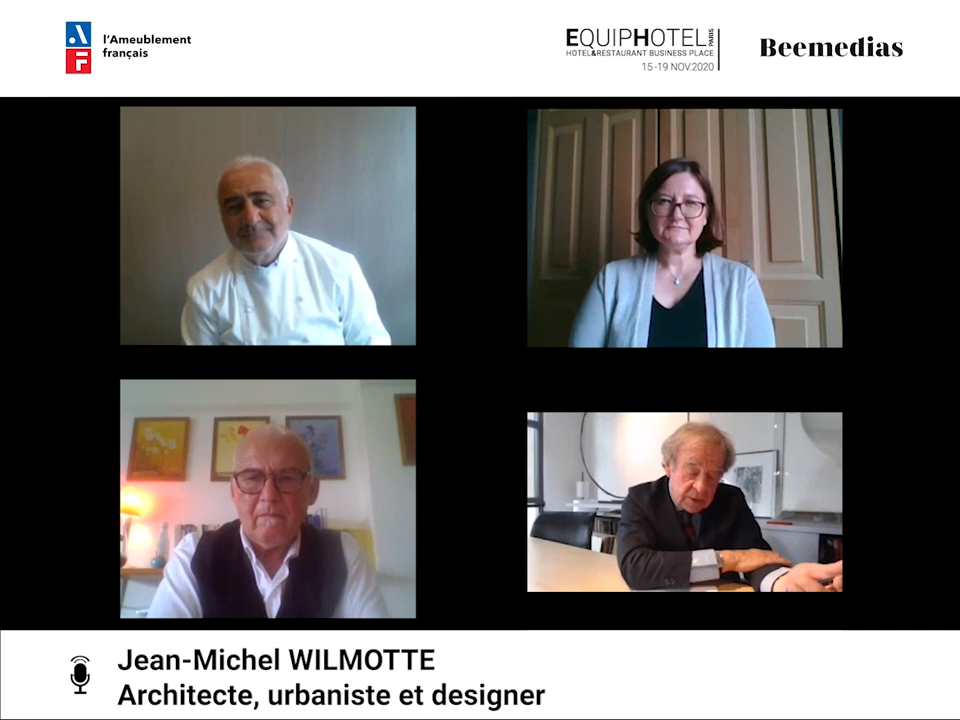 l'Ameublement
français
EQUIPHOTEL PARIS
HOTEL&RESTAURANT BUSINESS PLACE
15-19 NOV.2020
Beemedias
Jean-Michel WILMOTTE
Architecte, urbaniste et designer